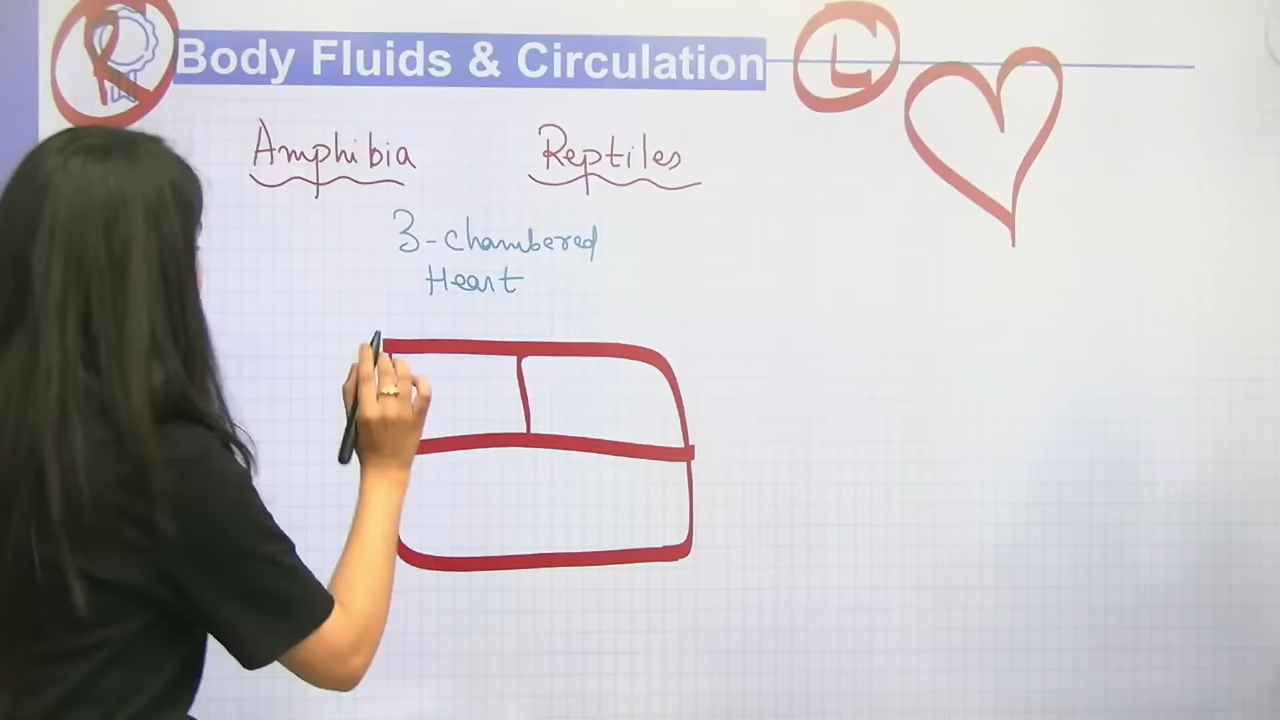 R
Body Fluids & Circulation
L
Amphibia
Reptiles
3-chambered
Heart